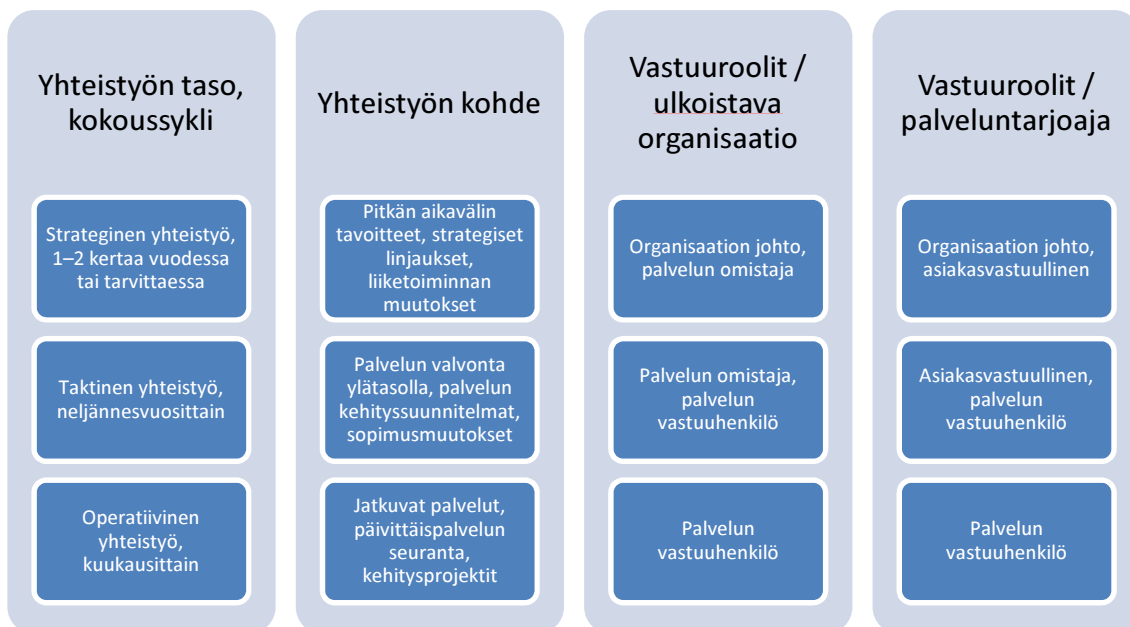 Yhteistyön taso,
kokoussykli
Strateginen yhteistyö,
1–2 kertaa vuodessa
tai tarvittaessa
Taktinen yhteistyö,
neljännesvuosittain
Operatiivinen
yhteistyö,
kuukausittain
Yhteistyön kohde
Pitkän aikavälin
tavoitteet, strategiset
linjaukset,
liiketoiminnan
muutokset
Palvelun valvonta
ylätasolla, palvelun
kehityssuunnitelmat,
sopimusmuutokset
Jatkuvat palvelut,
päivittäispalvelun
seuranta,
kehitysprojektit
Vastuuroolit /
ulkoistava
organisaatio
Organisaation johto,
palvelun omistaja
Palvelun omistaja,
palvelun
vastuuhenkilö
Palvelun
vastuuhenkilö
Vastuuroolit /
palveluntarjoaja
Organisaation johto,
asiakasvastuullinen
Asiakasvastuullinen,
palvelun
vastuuhenkilö
Palvelun
vastuuhenkilö